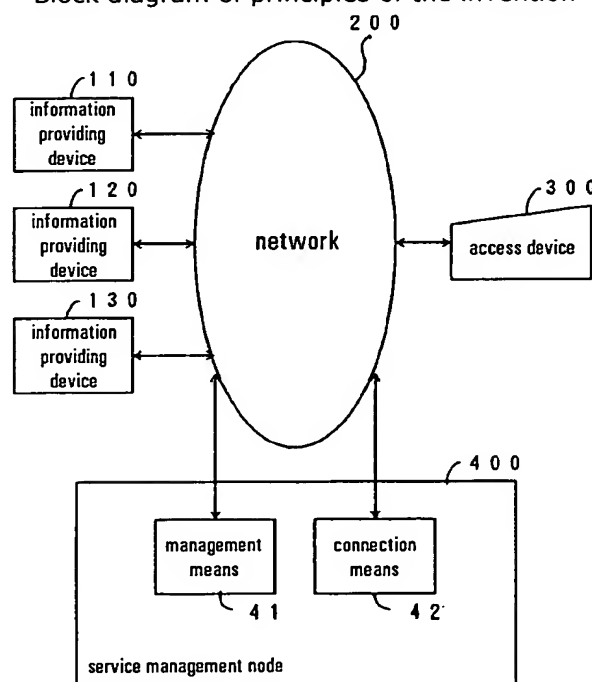 Block diagram of principles of the invention
200
110
information
providing
device
120
information
providing
device
130
information
providing
device
network
300
access device
400
management
means
41
connection
means
42
service management node